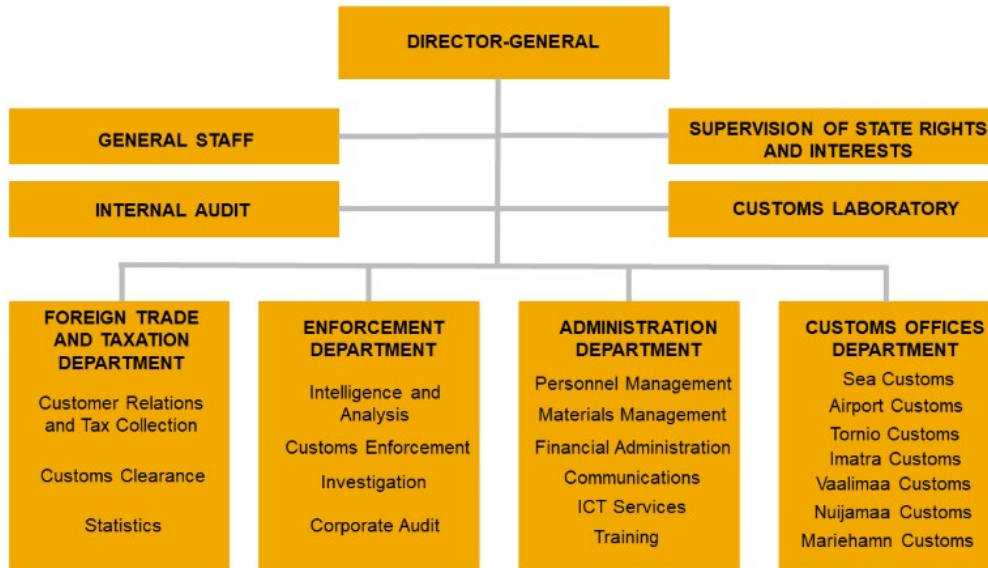 DIRECTOR-GENERAL
GENERAL STAFF
SUPERVISION OF STATE RIGHTS
AND INTERESTS
INTERNAL AUDIT
CUSTOMS LABORATORY
FOREIGN TRADE
AND TAXATION
DEPARTMENT
Customer Relations
and Tax Collection
Customs Clearance
Statistics
ENFORCEMENT
DEPARTMENT
Intelligence and
Analysis
Customs Enforcement
Investigation
Corporate Audit
ADMINISTRATION
DEPARTMENT
Personnel Management
Materials Management
Financial Administration
Communications
ICT Services
Training
CUSTOMS OFFICES
DEPARTMENT
Sea Customs
Airport Customs
Tornio Customs
Imatra Customs
Vaalimaa Customs
Nuijamaa Customs
Mariehamn Customs